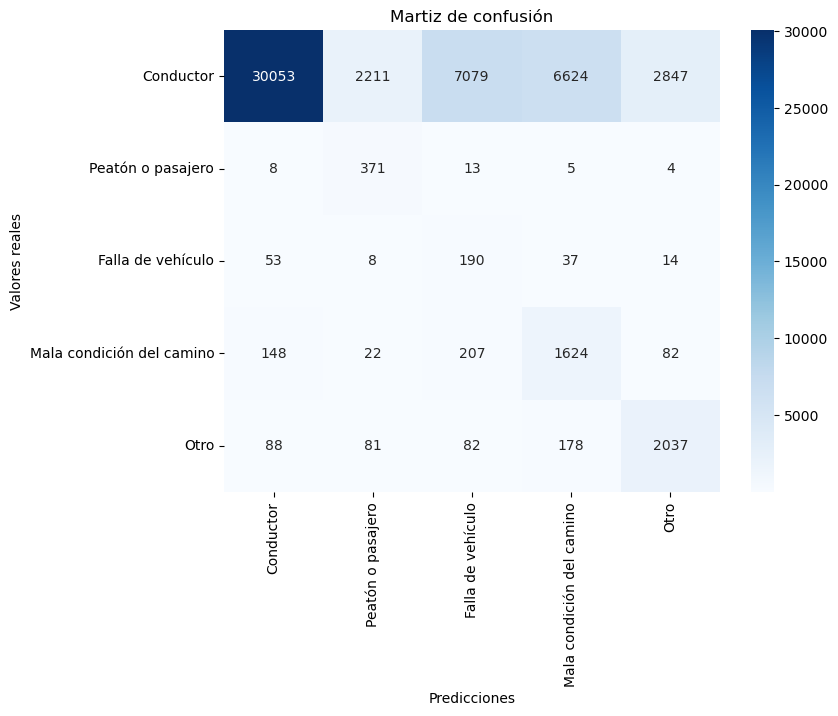 Martiz de confusión
Valores reales
Conductor
30053 2211 7079 6624 2847
Peatón o pasajero
8 371 13 5 4
Falla de vehículo
53 8 190 37 14
Mala condición del camino
148 22 207 1624 82
Otro
88 81 82 178 2037
Conductor
Peatón o pasajero
Falla de vehículo
Mala condición del camino
Otro
Predicciones
30000
25000
20000
15000
10000
5000